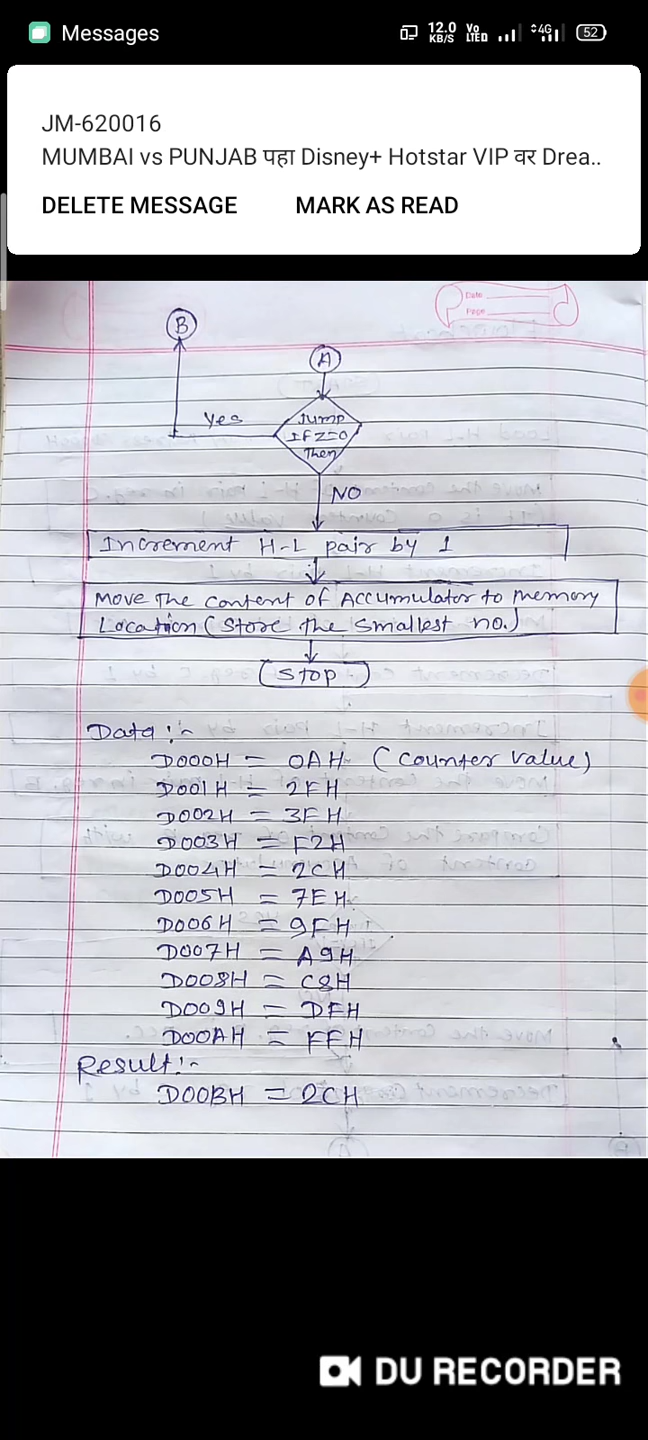 Messages
12.0 KB/S Vo LTED 4G 52
JM-620016
MUMBAI vs PUNJAB पहा Disney+ Hotstar VIP वर Drea..
DELETE MESSAGE MARK AS READ
Date:
Page
B
A
Yes
Jump
IF Z=0
Then
NO
Increment H-L pair by 1
Move the content of Accumulator to memory
Location (Store the smallest no.)
Stop
Data :-
D000H = 0AH (Counter value)
D001H = 2FH
D002H = 3FH
D003H = F2H
D004H = 2CH
D005H = 7EH
D006H = 9FH
D007H = A9H
D008H = C8H
D009H = DFH
D00AH = FFH
Result :-
D00BH = 2CH
DU RECORDER